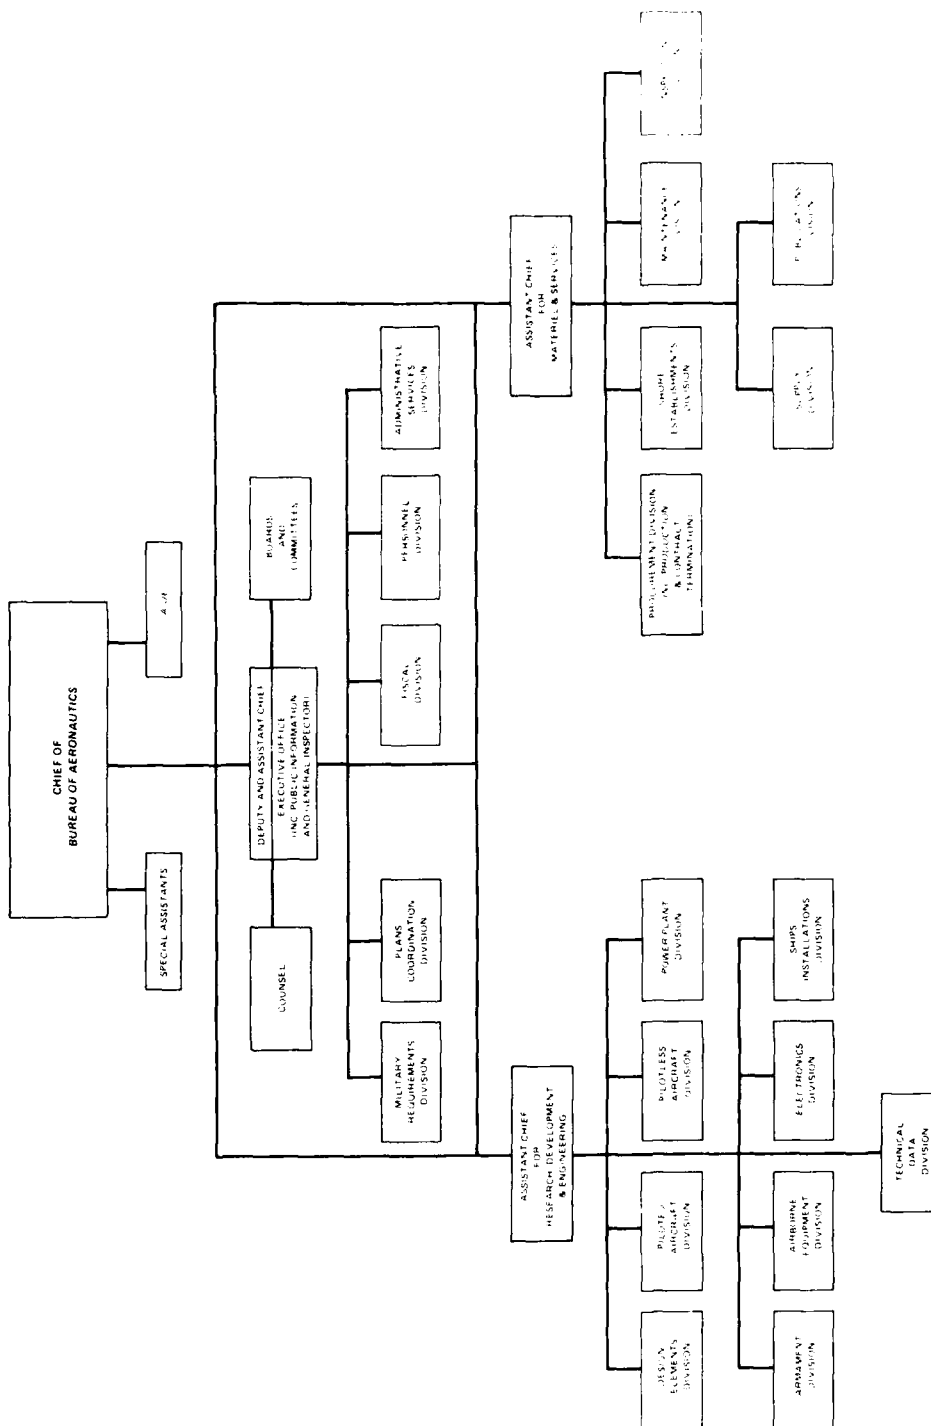 CHIEF OF
BUREAU OF AERONAUTICS
SPECIAL ASSISTANTS
COUNSEL
DEPUTY AND ASSISTANT CHIEF
EXECUTIVE OFFICE
(INC PUBLIC INFORMATION
AND GENERAL INSPECTOR)
BOARDS
AND
COMMITTEES
MILITARY
REQUIREMENTS
DIVISION
PLANS
COORDINATION
DIVISION
FISCAL
DIVISION
PERSONNEL
DIVISION
ADMINISTRATIVE
SERVICES
DIVISION
ASSISTANT CHIEF
FOR
RESEARCH, DEVELOPMENT
& ENGINEERING
ASSISTANT CHIEF
FOR
MATERIEL & SERVICES
DESIGN
ELEMENTS
DIVISION
PILOTED
AIRCRAFT
DIVISION
PILOTLESS
AIRCRAFT
DIVISION
POWER PLANT
DIVISION
PROCUREMENT DIVISION
(INC PRODUCTION
& CONTRACT
TERMINATION)
SHORE
ESTABLISHMENTS
DIVISION
MAINTENANCE
DIVISION
ARMAMENT
DIVISION
AIRBORNE
EQUIPMENT
DIVISION
ELECTRONICS
DIVISION
SHIPS
INSTALLATIONS
DIVISION
SUPPLY
DIVISION
PUBLICATIONS
DIVISION
TECHNICAL
DATA
DIVISION